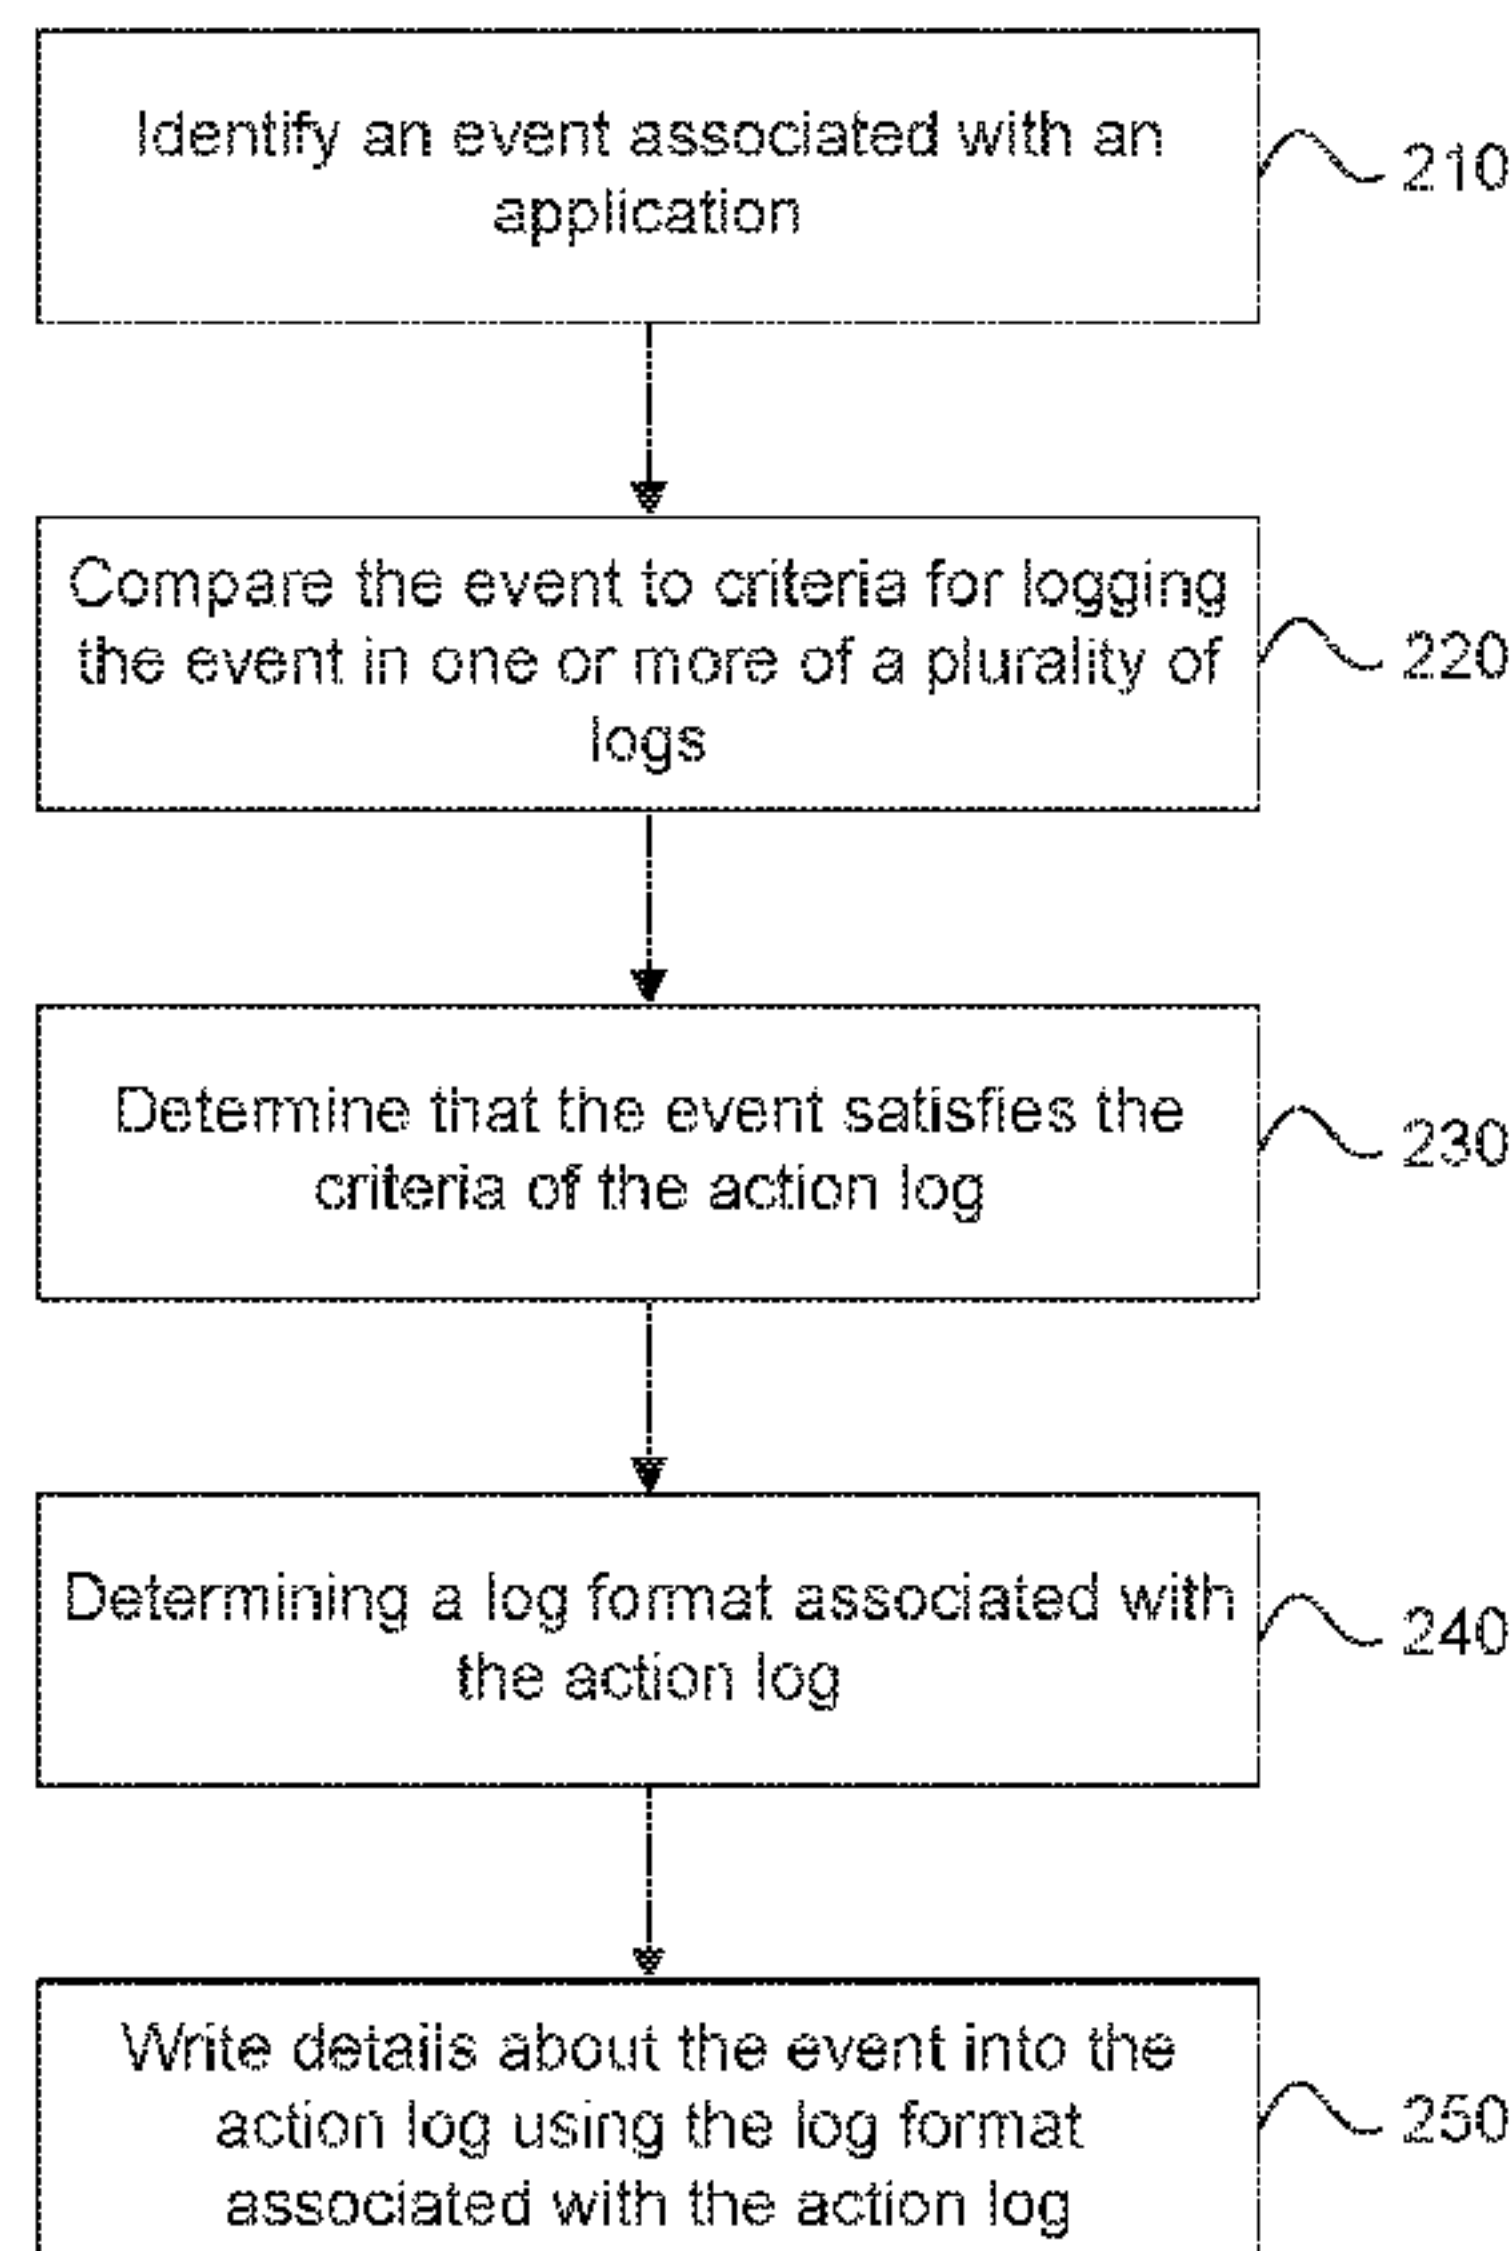 Identify an event associated with an
application
210
Compare the event to criteria for logging
the event in one or more of a plurality of
logs
220
Determine that the event satisfies the
criteria of the action log
230
Determining a log format associated with
the action log
240
Write details about the event into the
action log using the log format
associated with the action log
250